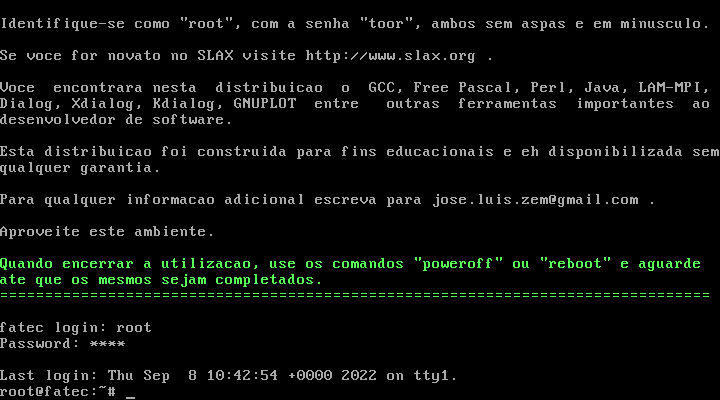 Identifique-se como "root", com a senha "toor", ambos sem aspas e em minusculo.
Se voce for novato no SLAX visite http://www.slax.org .
Voce  encontrara nesta  distribuicao  o  GCC, Free Pascal, Perl, Java, LAM-MPI,
Dialog, Xdialog, Kdialog, GNUPLOT  entre   outras  ferramentas  importantes  ao
desenvolvedor de software.
Esta distribuicao foi construida para fins educacionais e eh disponibilizada sem
qualquer garantia.
Para qualquer informacao adicional escreva para jose.luis.zem@gmail.com .
Aproveite este ambiente.
Quando encerrar a utilizacao, use os comandos "poweroff" ou "reboot" e aguarde
ate que os mesmos sejam completados.
===============================================================================
fatec login: root
Password: ****
Last login: Thu Sep  8 10:42:54 +0000 2022 on tty1.
root@fatec:~# _